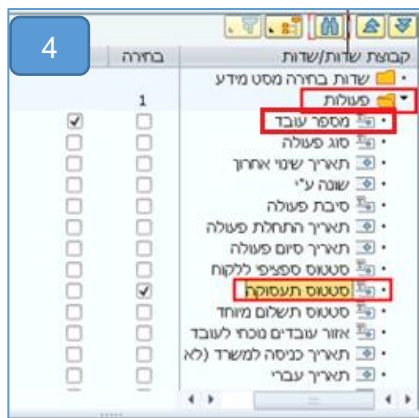 4
קבוצת שדות/שדות בחירה
שדות בחירה מסט מידע
פעולות 1
מספר עובד
סוג פעולה
תאריך שינוי אחרון
שונה ע"י
סיבת פעולה
תאריך התחלת פעולה
תאריך סיום פעולה
סטטוס ספציפי ללקוח
סטטוס תעסוקה
סטטוס תשלום מיוחד
אזור עובדים נוכחי לעובד
תאריך כניסה למשרד (לא
תאריך עברי